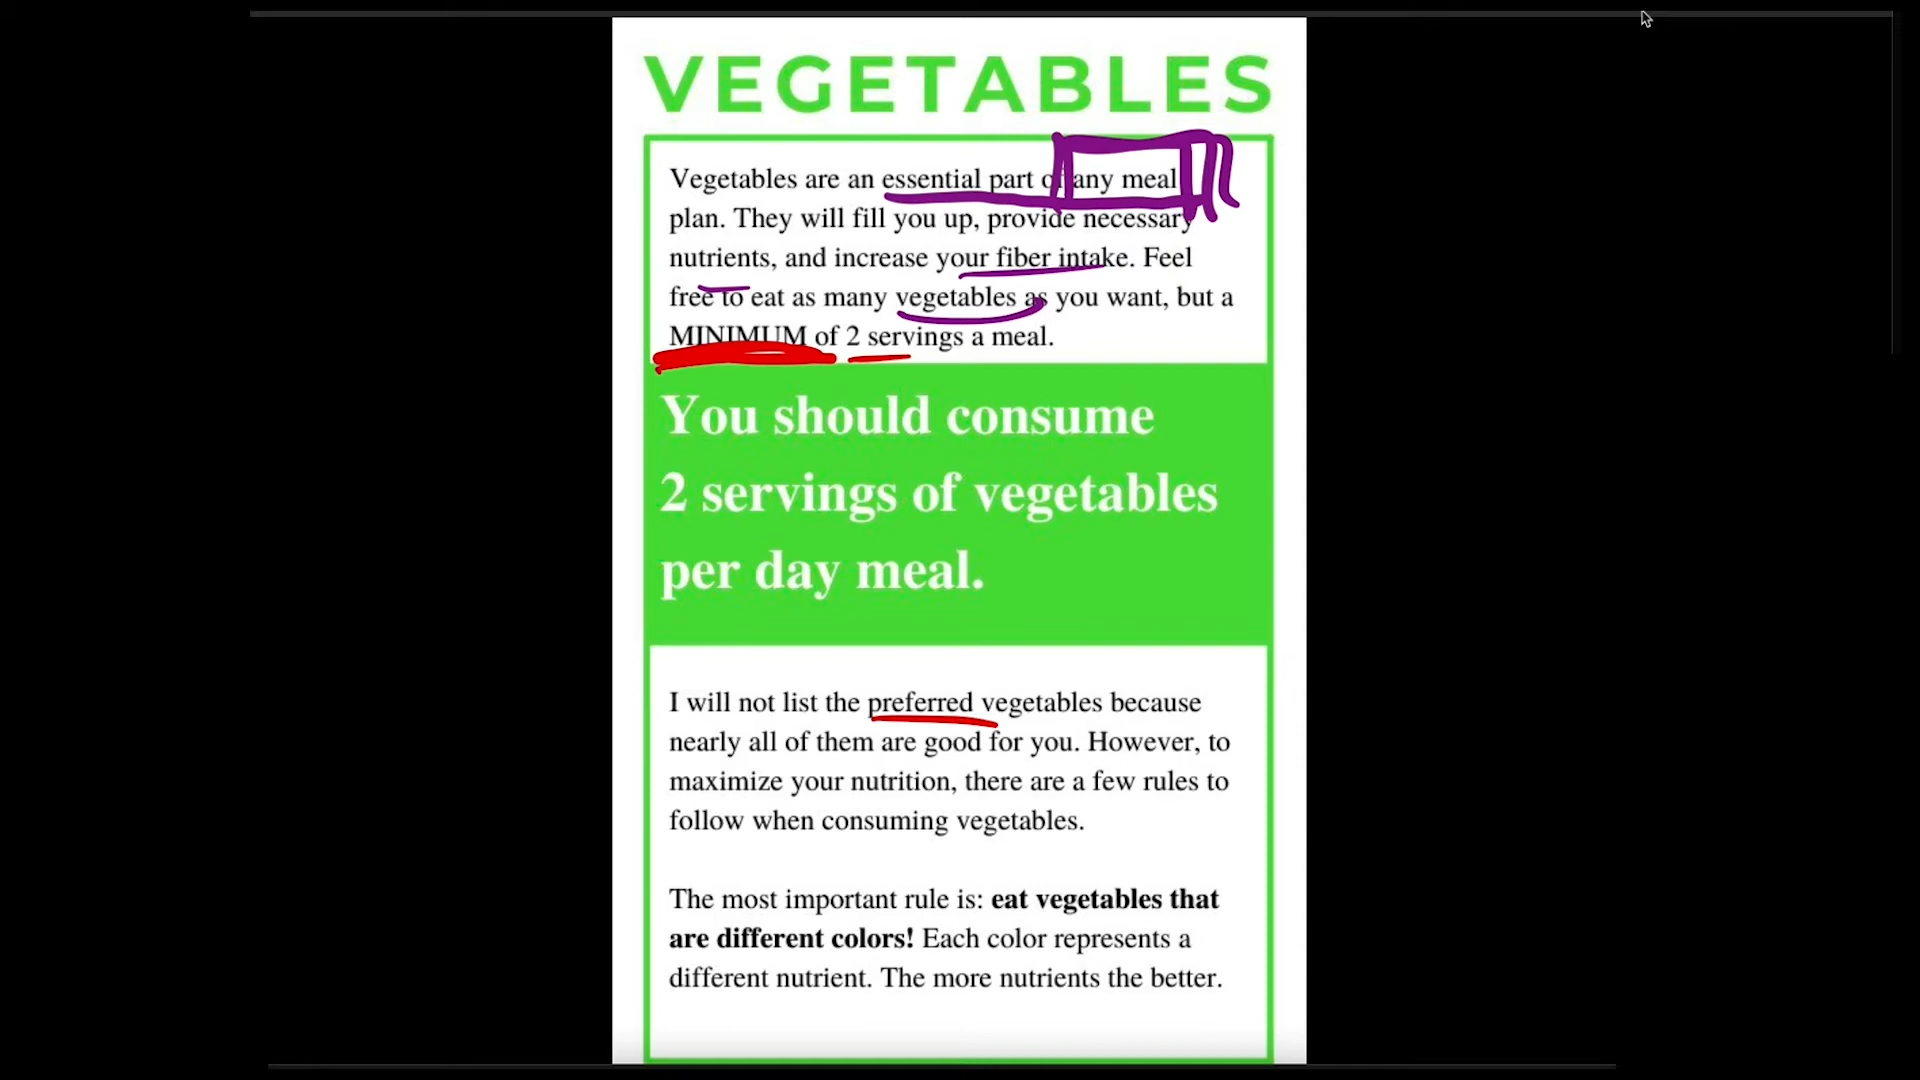 VEGETABLES
Vegetables are an essential part of any meal
plan. They will fill you up, provide necessary
nutrients, and increase your fiber intake. Feel
free to eat as many vegetables as you want, but a
MINIMUM of 2 servings a meal.
You should consume
2 servings of vegetables
per day meal.
I will not list the preferred vegetables because
nearly all of them are good for you. However, to
maximize your nutrition, there are a few rules to
follow when consuming vegetables.
The most important rule is: eat vegetables that
are different colors! Each color represents a
different nutrient. The more nutrients the better.